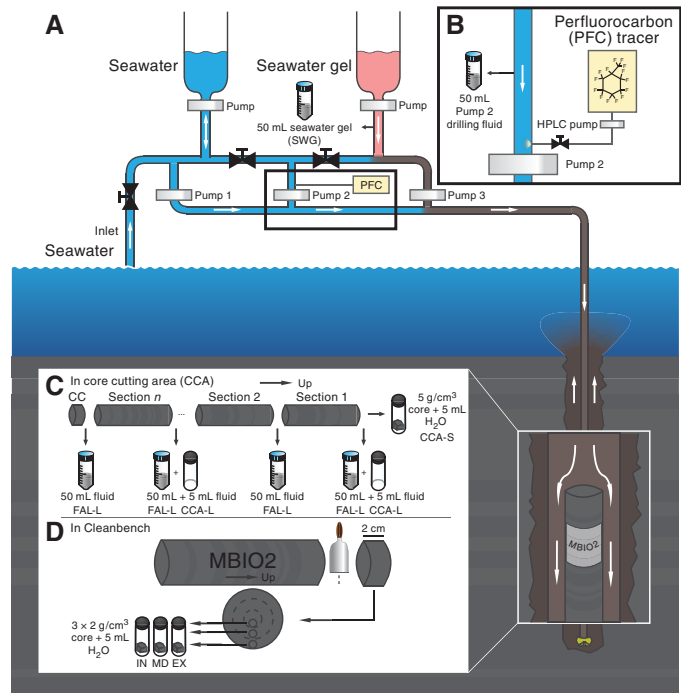 A
Seawater
Seawater gel
Pump
Pump
50 mL seawater gel
(SWG)
Pump 1
Pump 2
PFC
Pump 3
Inlet
Seawater
B
Perfluorocarbon
(PFC) tracer
50 mL
Pump 2
drilling fluid
F F F F F F F F F F F F
HPLC pump
Pump 2
C In core cutting area (CCA)
Up
CC
Section n
...
Section 2
Section 1
5 g/cm³
core + 5 mL
H₂O
CCA-S
+
+
50 mL fluid
FAL-L
50 mL + 5 mL fluid
FAL-L CCA-L
50 mL fluid
FAL-L
50 mL + 5 mL fluid
FAL-L CCA-L
D In Cleanbench
2 cm
MBIO2
Up
3 × 2 g/cm³
core + 5 mL
H₂O
IN MD EX
MBIO2